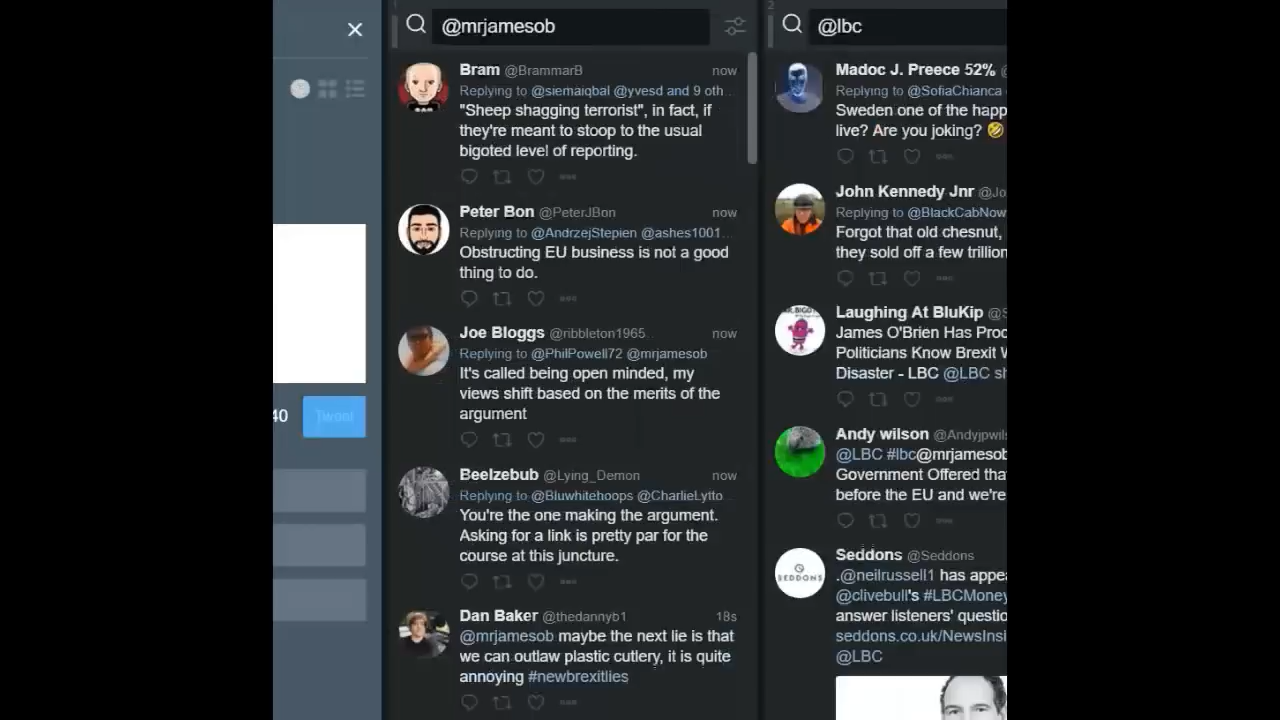 40
Tweet
1
@mrjamesob
Bram @BrammarB now
Replying to @siemaiqbal @yvesd and 9 oth…
"Sheep shagging terrorist", in fact, if
they're meant to stoop to the usual
bigoted level of reporting.
Peter Bon @PeterJBon now
Replying to @AndrzejStepien @ashes1001…
Obstructing EU business is not a good
thing to do.
Joe Bloggs @ribbleton1965… now
Replying to @PhilPowell72 @mrjamesob
It's called being open minded, my
views shift based on the merits of the
argument
Beelzebub @Lying_Demon now
Replying to @Bluwhitehoops @CharlieLytto…
You're the one making the argument.
Asking for a link is pretty par for the
course at this juncture.
Dan Baker @thedannyb1 18s
@mrjamesob maybe the next lie is that
we can outlaw plastic cutlery, it is quite
annoying #newbrexitlies
2
@lbc
Madoc J. Preece 52% @
Replying to @SofiaChianca
Sweden one of the happ
live? Are you joking? 🤣
John Kennedy Jnr @Jo
Replying to @BlackCabNow
Forgot that old chesnut,
they sold off a few trillion
Laughing At BluKip @S
James O'Brien Has Proo
Politicians Know Brexit W
Disaster - LBC @LBC sh
Andy wilson @Andyjpwils
@LBC #lbc@mrjamesob
Government Offered tha
before the EU and we're
SEDDONS
Seddons @Seddons
.@neilrussell1 has appea
@clivebull's #LBCMoney
answer listeners' questio
seddons.co.uk/NewsInsi
@LBC